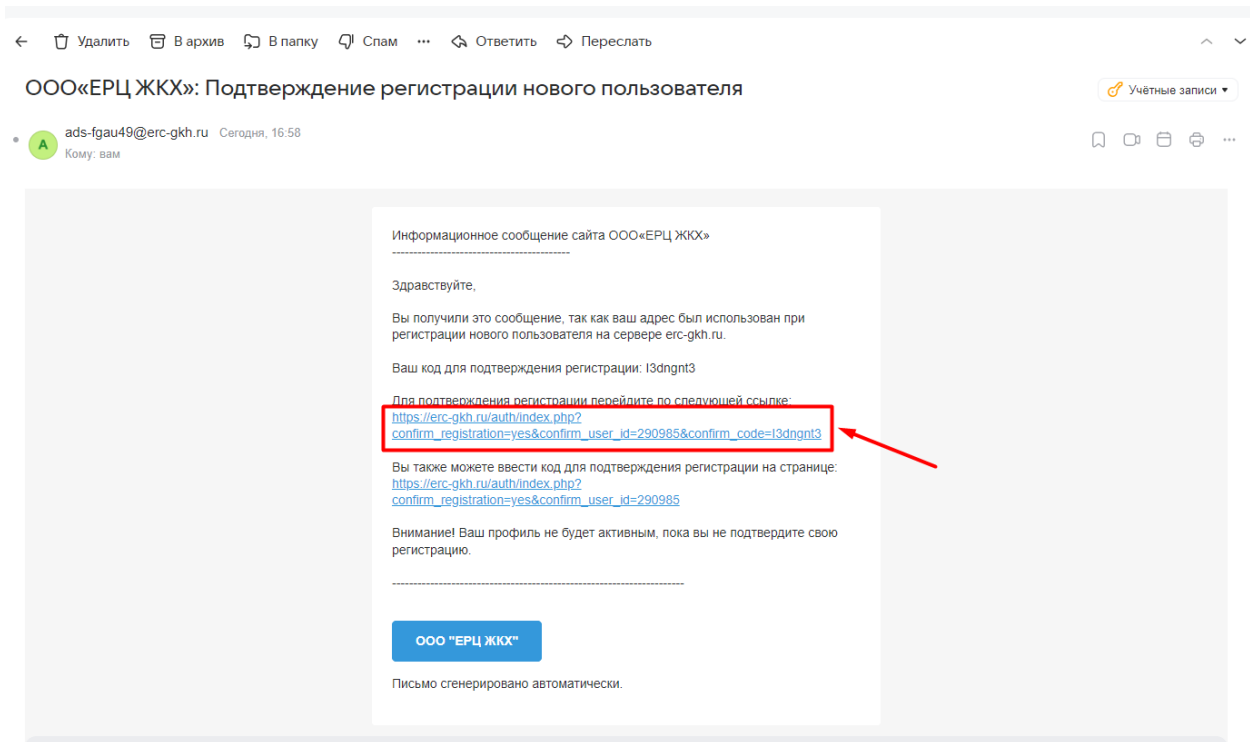 Удалить В архив В папку Спам ... Ответить Переслать
ООО«ЕРЦ ЖКХ»: Подтверждение регистрации нового пользователя
Учётные записи
ads-fgau49@erc-gkh.ru Сегодня, 16:58
А
Кому: вам
Информационное сообщение сайта ООО«ЕРЦ ЖКХ»
------------------------------------------
Здравствуйте,
Вы получили это сообщение, так как ваш адрес был использован при
регистрации нового пользователя на сервере erc-gkh.ru.
Ваш код для подтверждения регистрации: I3dngnt3
Для подтверждения регистрации перейдите по следующей ссылке:
https://erc-gkh.ru/auth/index.php?
confirm_registration=yes&confirm_user_id=290985&confirm_code=I3dngnt3
Вы также можете ввести код для подтверждения регистрации на странице:
https://erc-gkh.ru/auth/index.php?
confirm_registration=yes&confirm_user_id=290985
Внимание! Ваш профиль не будет активным, пока вы не подтвердите свою
регистрацию.
---------------------------------------------------------------------
ООО "ЕРЦ ЖКХ"
Письмо сгенерировано автоматически.